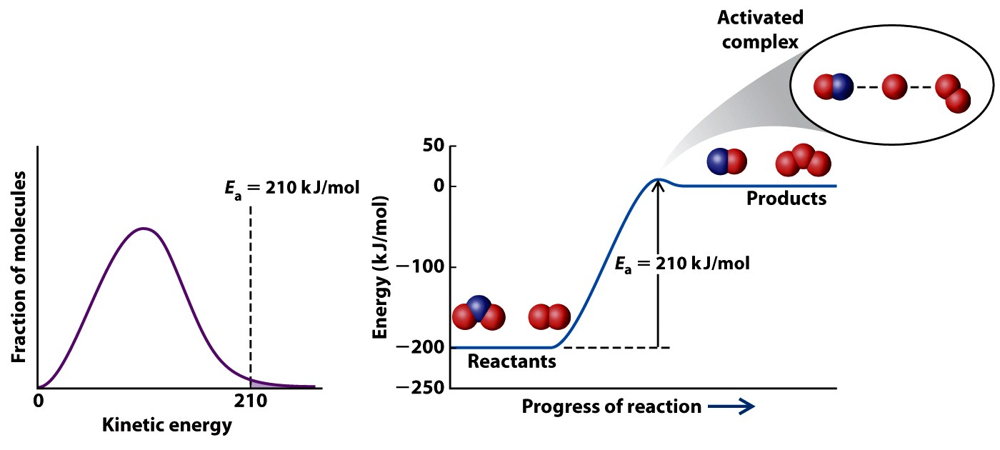 Fraction of molecules
Eₐ = 210 kJ/mol
0
210
Kinetic energy
Activated
complex
Energy (kJ/mol)
50
0
−100
−200
−250
Products
Eₐ = 210 kJ/mol
Reactants
Progress of reaction